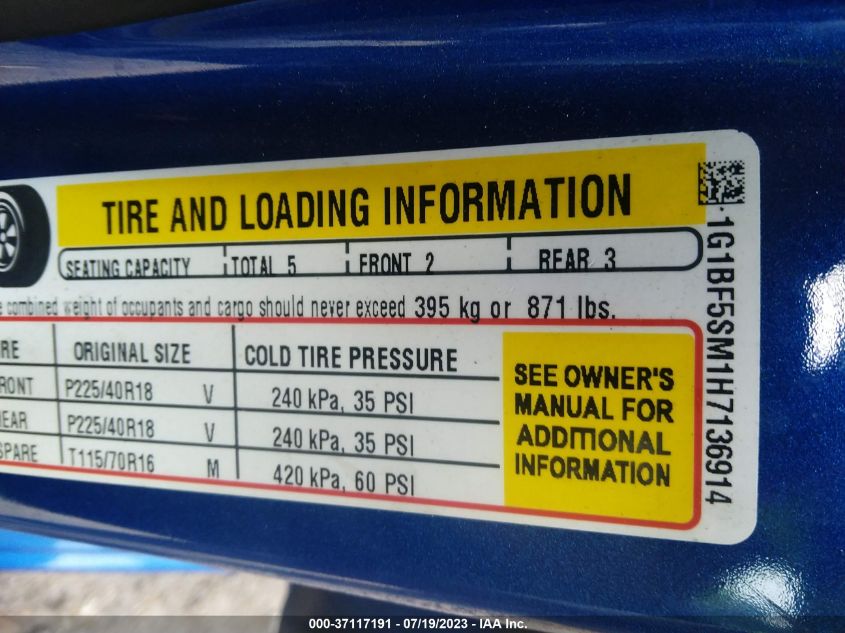 TIRE AND LOADING INFORMATION
SEATING CAPACITY TOTAL 5 FRONT 2 REAR 3
combined weight of occupants and cargo should never exceed 395 kg or 871 lbs.
RE ORIGINAL SIZE COLD TIRE PRESSURE
RONT P225/40R18 V 240 kPa, 35 PSI
EAR P225/40R18 V 240 kPa, 35 PSI
SPARE T115/70R16 M 420 kPa, 60 PSI
SEE OWNER'S
MANUAL FOR
ADDITIONAL
INFORMATION
1G1BF5SM1H7136914
000-37117191 - 07/19/2023 - IAA Inc.